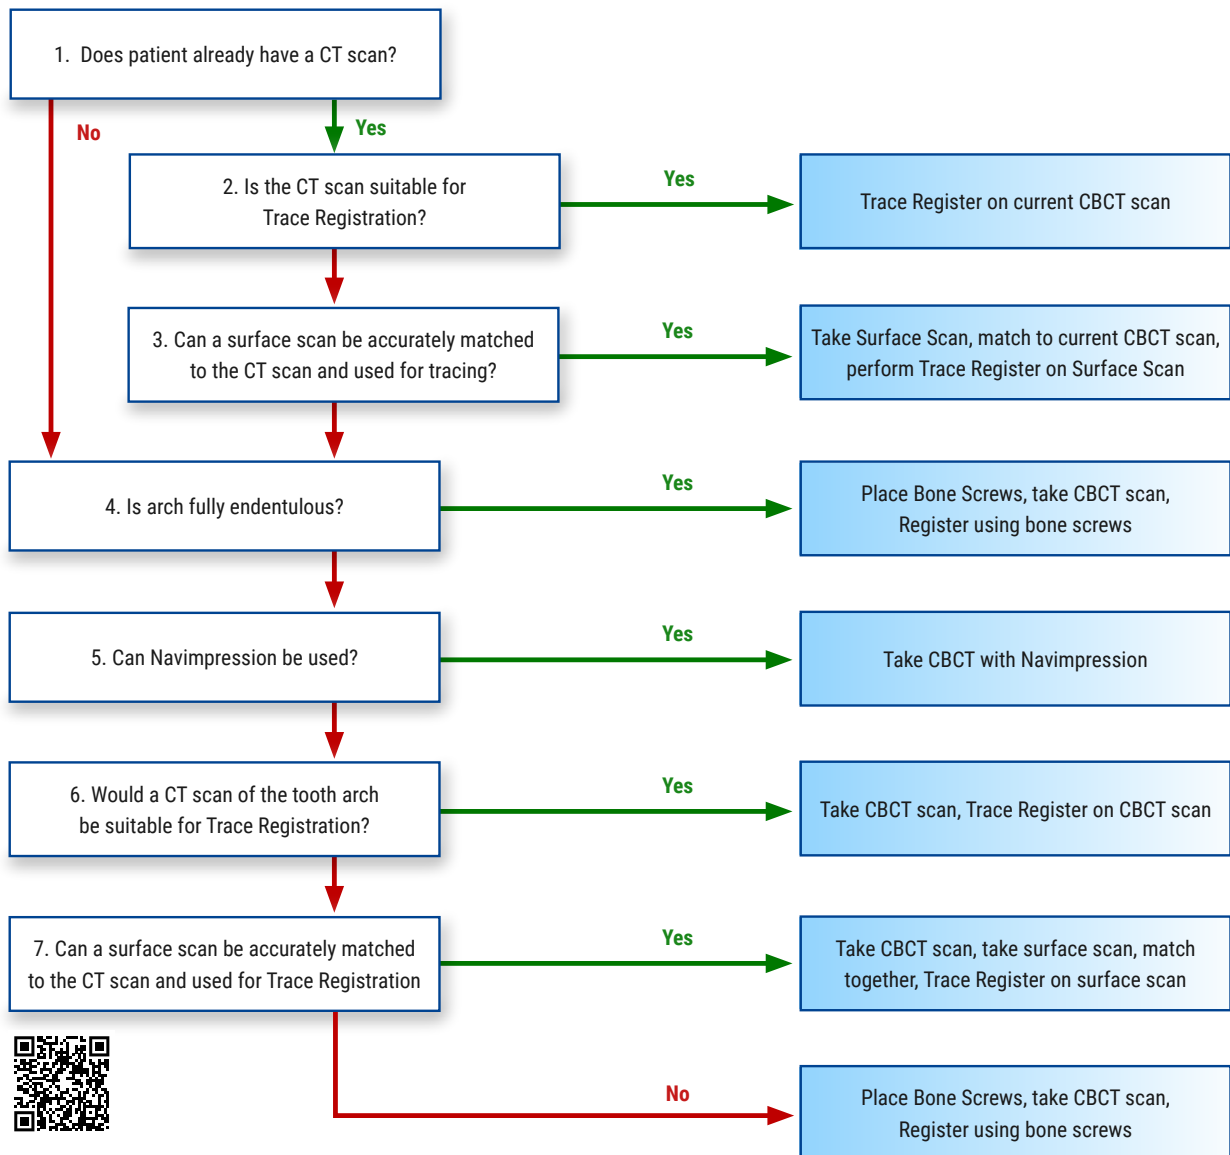 1. Does patient already have a CT scan?
No
Yes
2. Is the CT scan suitable for
Trace Registration?
Yes
Trace Register on current CBCT scan
3. Can a surface scan be accurately matched
to the CT scan and used for tracing?
Yes
Take Surface Scan, match to current CBCT scan,
perform Trace Register on Surface Scan
4. Is arch fully endentulous?
Yes
Place Bone Screws, take CBCT scan,
Register using bone screws
5. Can Navimpression be used?
Yes
Take CBCT with Navimpression
6. Would a CT scan of the tooth arch
be suitable for Trace Registration?
Yes
Take CBCT scan, Trace Register on CBCT scan
7. Can a surface scan be accurately matched
to the CT scan and used for Trace Registration
Yes
Take CBCT scan, take surface scan, match
together, Trace Register on surface scan
No
Place Bone Screws, take CBCT scan,
Register using bone screws